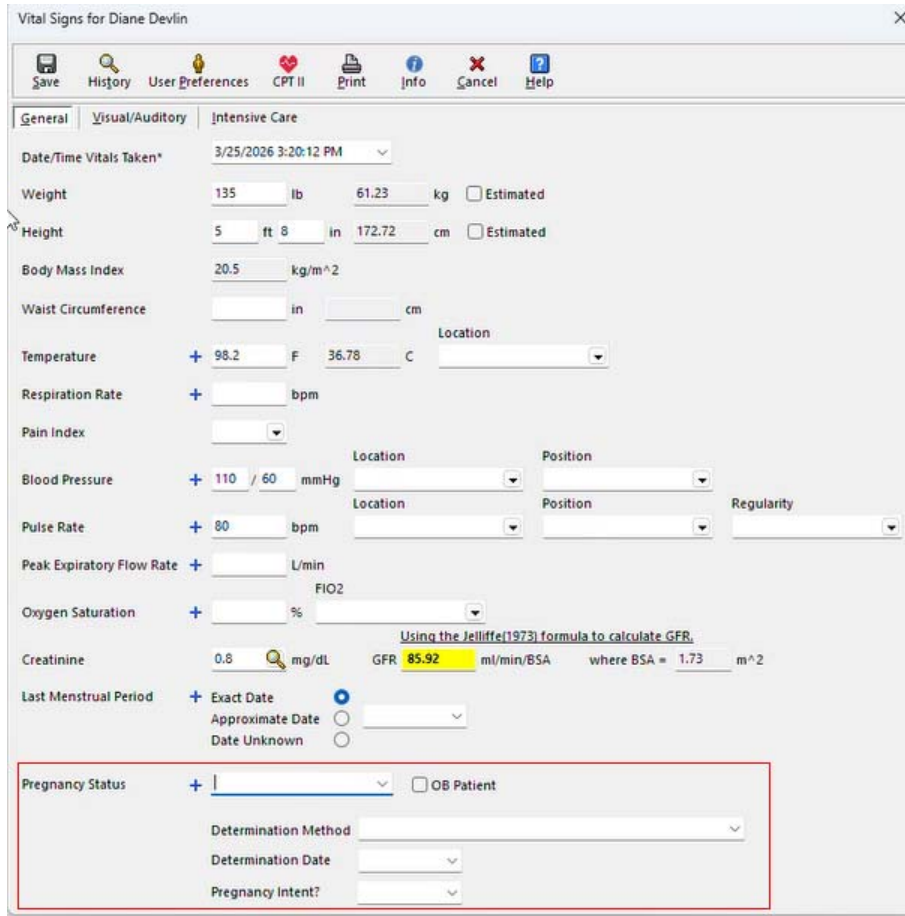 Vital Signs for Diane Devlin
Save History User Preferences CPT II Print Info Cancel Help
General Visual/Auditory Intensive Care
Date/Time Vitals Taken* 3/25/2026 3:20:12 PM
Weight 135 lb 61.23 kg Estimated
Height 5 ft 8 in 172.72 cm Estimated
Body Mass Index 20.5 kg/m^2
Waist Circumference in cm
Location
Temperature + 98.2 F 36.78 C
Respiration Rate + bpm
Pain Index
Location Position
Blood Pressure + 110 / 60 mmHg
Location Position Regularity
Pulse Rate + 80 bpm
Peak Expiratory Flow Rate + L/min
FIO2
Oxygen Saturation + %
Using the Jelliffe(1973) formula to calculate GFR.
Creatinine 0.8 mg/dL GFR 85.92 ml/min/BSA where BSA = 1.73 m^2
Last Menstrual Period + Exact Date
Approximate Date
Date Unknown
Pregnancy Status + OB Patient
Determination Method
Determination Date
Pregnancy Intent?